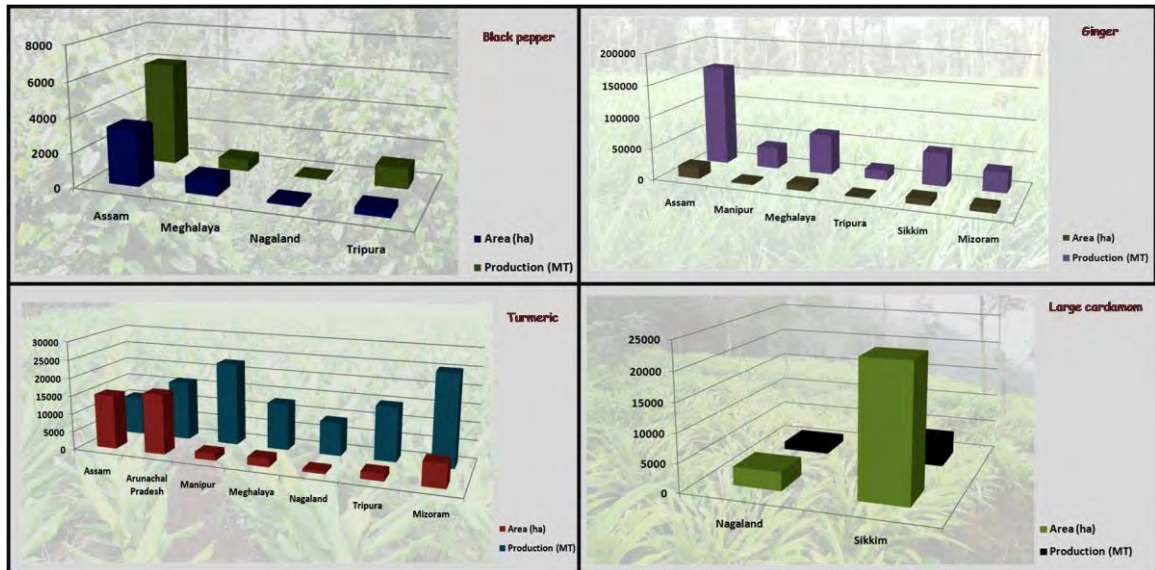 Black pepper
8000
6000
4000
2000
0
Assam
Meghalaya
Nagaland
Tripura
Area (ha)
Production (MT)
Ginger
200000
150000
100000
50000
0
Assam
Manipur
Meghalaya
Tripura
Sikkim
Mizoram
Area (ha)
Production (MT)
Turmeric
30000
25000
20000
15000
10000
5000
0
Assam
Arunachal
Pradesh
Manipur
Meghalaya
Nagaland
Tripura
Mizoram
Area (ha)
Production (MT)
Large cardamom
25000
20000
15000
10000
5000
0
Nagaland
Sikkim
Area (ha)
Production (MT)